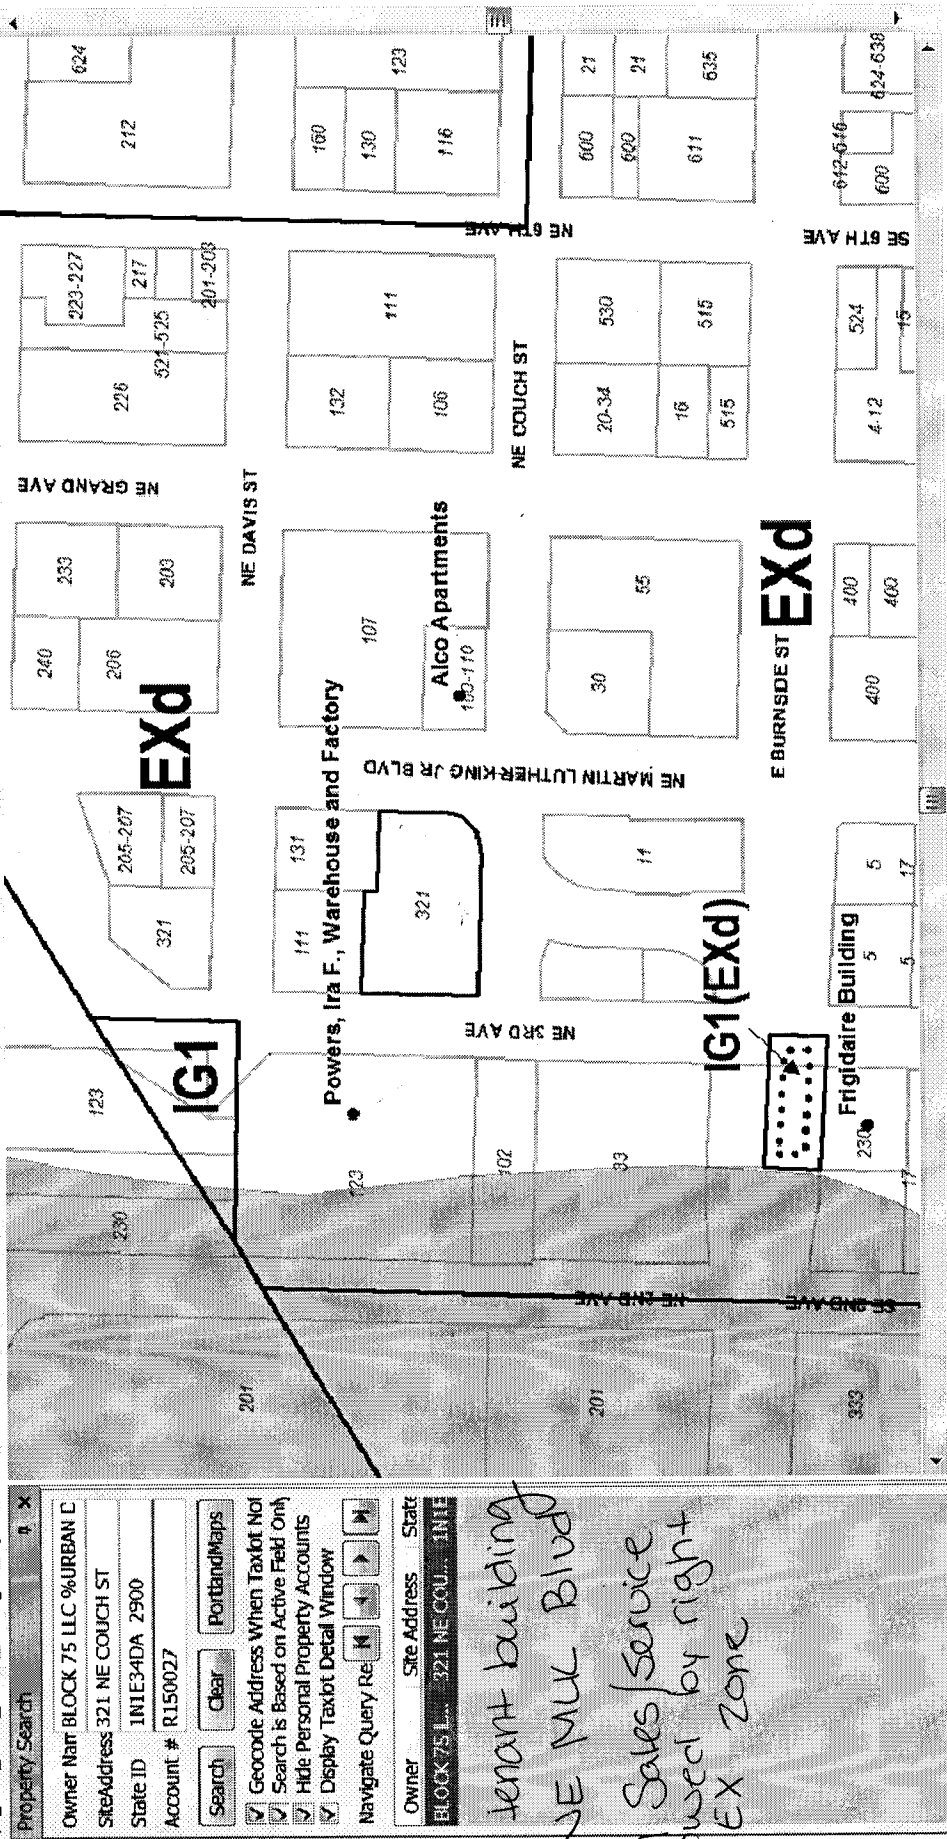 Property Search
Owner Nam BLOCK 75 LLC %URBAN D
SiteAddress 321 NE COUCH ST
State ID 1N1E34DA 2900
Account # R150027
Search Clear PortlandMaps
Geocode Address When Taxlot Not
Search is Based on Active Field Only
Hide Personal Property Accounts
Display Taxlot Detail Window
Navigate Query Re
Owner Site Address State
BLOCK 75 L... 321 NE COU... 1N1E
tenant building
NE MLK Blvd
Sales/Service
owed by right
EX zone
624
212
123
160
130
116
21
21
635
600
600
611
624-638
612-616
600
NE 6TH AVE
SE 6TH AVE
223-227
217
201-203
521-525
226
111
132
106
530
515
20-34
16
515
524
15
4-12
NE COUCH ST
NE GRAND AVE
NE DAVIS ST
233
203
240
206
107
Alco Apartments
100-110
55
30
EXd
E BURNSIDE ST
400
400
400
EXd
NE MARTIN LUTHER KING JR BLVD
205-207
205-207
321
131
111
Powers, Ira F., Warehouse and Factory
321
11
5
17
5
5
NE 3RD AVE
IG1
IG1(EXd)
Frigidaire Building
123
230
123
102
33
230
17
NE 2ND AVE
SE 2ND AVE
201
201
333